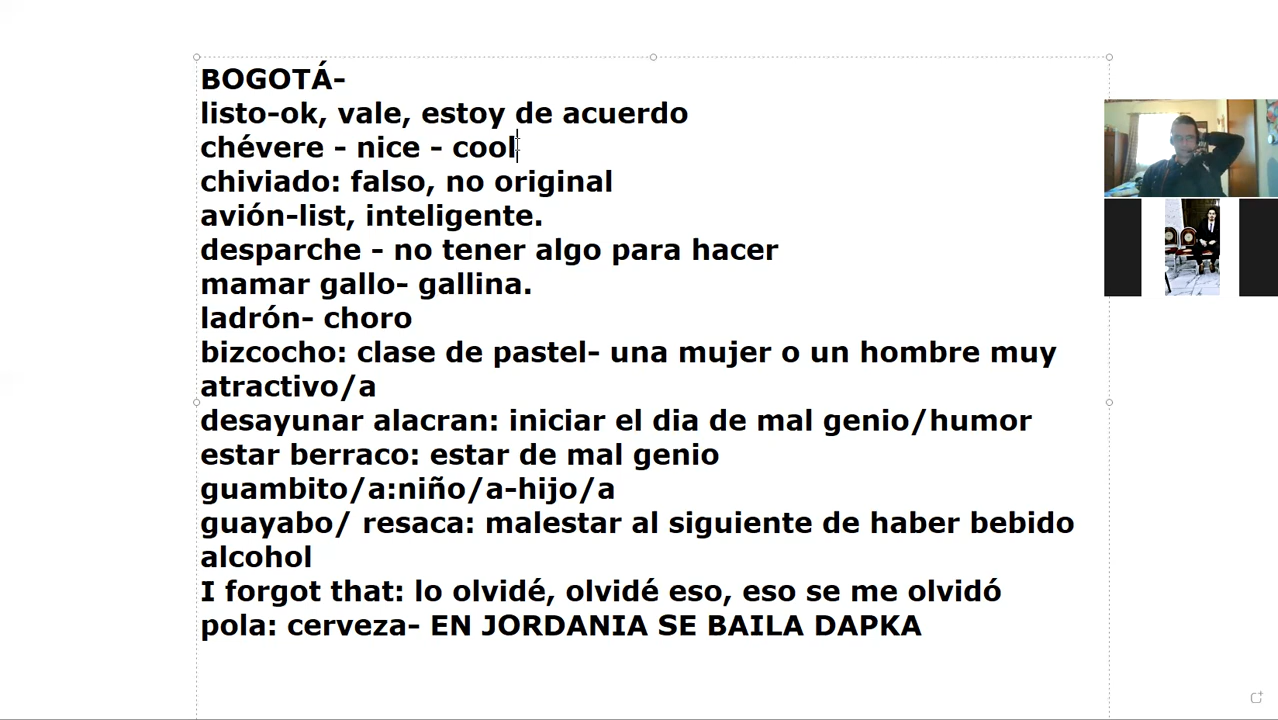 BOGOTÁ-
listo-ok, vale, estoy de acuerdo
chévere - nice - cool
chiviado: falso, no original
avión-list, inteligente.
desparche - no tener algo para hacer
mamar gallo- gallina.
ladrón- choro
bizcocho: clase de pastel- una mujer o un hombre muy
atractivo/a
desayunar alacran: iniciar el dia de mal genio/humor
estar berraco: estar de mal genio
guambito/a:niño/a-hijo/a
guayabo/ resaca: malestar al siguiente de haber bebido
alcohol
I forgot that: lo olvidé, olvidé eso, eso se me olvidó
pola: cerveza- EN JORDANIA SE BAILA DAPKA